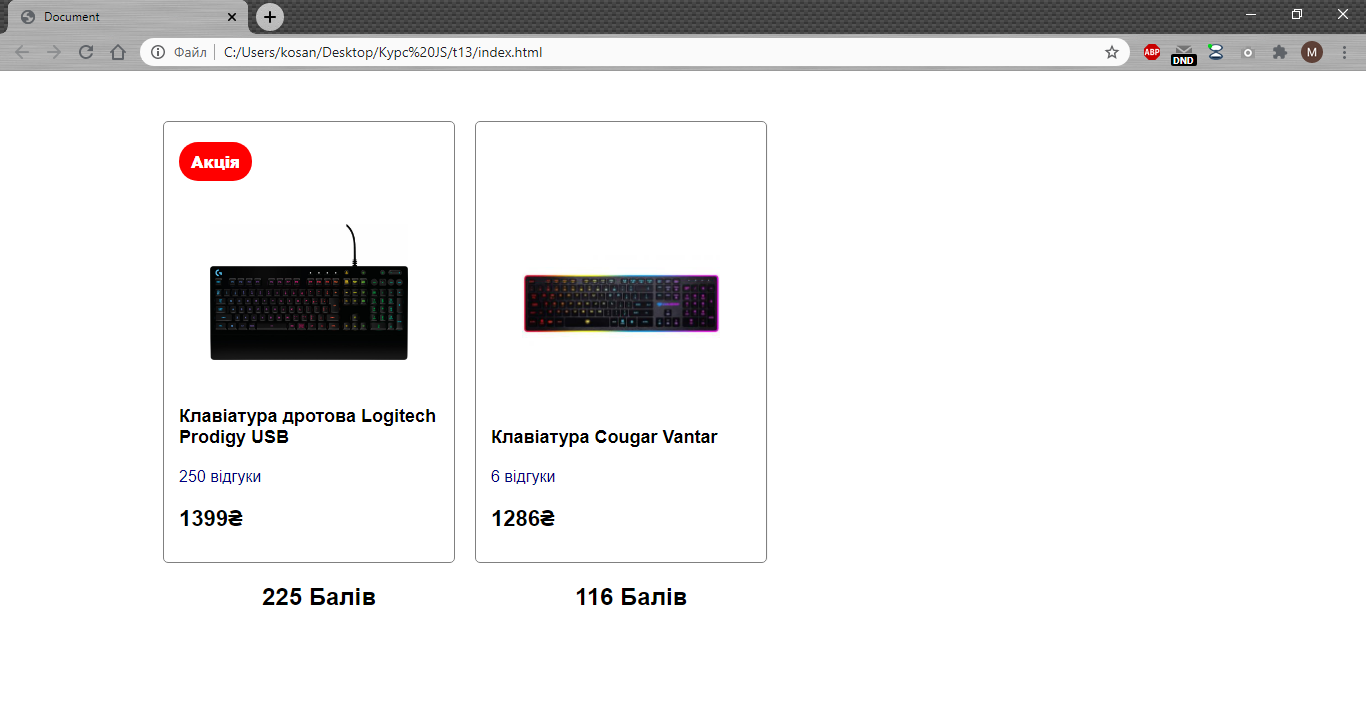 Document
Файл
C:/Users/kosan/Desktop/Курс%20JS/t13/index.html
ABP
DND
M
Акція
Клавіатура дротова Logitech
Prodigy USB
250 відгуки
1399₴
225 Балів
Клавіатура Cougar Vantar
6 відгуки
1286₴
116 Балів